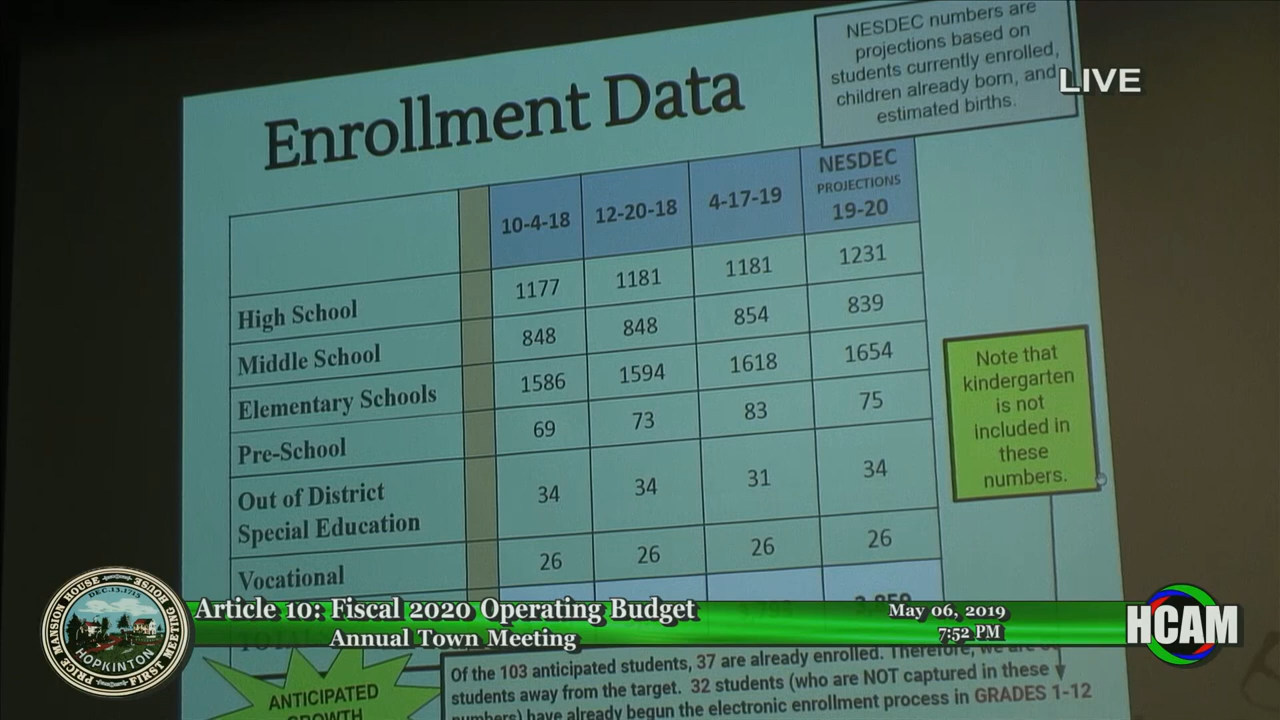 NESDEC numbers are
projections based on
students currently enrolled,
children already born, and
estimated births.
LIVE
Enrollment Data
10-4-18 12-20-18 4-17-19 NESDEC PROJECTIONS 19-20
High School 1177 1181 1181 1231
Middle School 848 848 854 839
Elementary Schools 1586 1594 1618 1654
Pre-School 69 73 83 75
Out of District
Special Education 34 34 31 34
Vocational 26 26 26 26
Note that
kindergarten
is not
included in
these
numbers.
Article 10: Fiscal 2020 Operating Budget
Annual Town Meeting
May 06, 2019
7:52 PM
HCAM
PRICE MANSION HOUSE
FIRST MEETING HOUSE
DEC.13.1715
HOPKINTON
ANTICIPATED
GROWTH
Of the 103 anticipated students, 37 are already enrolled. Therefore, we are
students away from the target. 32 students (who are NOT captured in these
numbers) have already begun the electronic enrollment process in GRADES 1-12